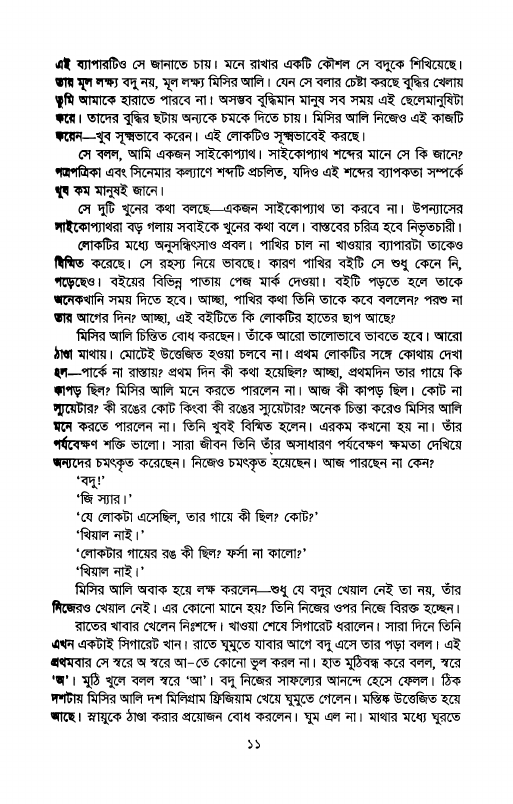 এই ব্যাপারটিও সে জানাতে চায়। মনে রাখার একটি কৌশল সে বদুকে শিখিয়েছে।
তার মূল লক্ষ্য বদু নয়, মূল লক্ষ্য মিসির আলি। যেন সে বলার চেষ্টা করছে বুদ্ধির খেলায়
তুমি আমাকে হারাতে পারবে না। অসম্ভব বুদ্ধিমান মানুষ সব সময় এই ছেলেমানুষিটা
করে। তাদের বুদ্ধির ছটায় অন্যকে চমকে দিতে চায়। মিসির আলি নিজেও এই কাজটি
করেন—খুব সূক্ষ্মভাবে করেন। এই লোকটিও সূক্ষ্মভাবেই করছে।
সে বলল, আমি একজন সাইকোপ্যাথ। সাইকোপ্যাথ শব্দের মানে সে কি জানে?
পত্রপত্রিকা এবং সিনেমার কল্যাণে শব্দটি প্রচলিত, যদিও এই শব্দের ব্যাপকতা সম্পর্কে
খুব কম মানুষই জানে।
সে দুটি খুনের কথা বলছে—একজন সাইকোপ্যাথ তা করবে না। উপন্যাসের
সাইকোপ্যাথরা বড় গলায় সবাইকে খুনের কথা বলে। বাস্তবের চরিত্র হবে নিভৃতচারী।
লোকটির মধ্যে অনুসন্ধিৎসাও প্রবল। পাখির চাল না খাওয়ার ব্যাপারটা তাকেও
বিস্মিত করেছে। সে রহস্য নিয়ে ভাবছে। কারণ পাখির বইটি সে শুধু কেনে নি,
পড়েছেও। বইয়ের বিভিন্ন পাতায় পেজ মার্ক দেওয়া। বইটি পড়তে হলে তাকে
অনেকখানি সময় দিতে হবে। আচ্ছা, পাখির কথা তিনি তাকে কবে বললেন? পরশু না
তার আগের দিন? আচ্ছা, এই বইটিতে কি লোকটির হাতের ছাপ আছে?
মিসির আলি চিন্তিত বোধ করছেন। তাঁকে আরো ভালোভাবে ভাবতে হবে। আরো
ঠাণ্ডা মাথায়। মোটেই উত্তেজিত হওয়া চলবে না। প্রথম লোকটির সঙ্গে কোথায় দেখা
হল—পার্কে না রাস্তায়? প্রথম দিন কী কথা হয়েছিল? আচ্ছা, প্রথমদিন তার গায়ে কি
কাপড় ছিল? মিসির আলি মনে করতে পারলেন না। আজ কী কাপড় ছিল। কোট না
স্যুয়েটার? কী রঙের কোট কিংবা কী রঙের স্যুয়েটার? অনেক চিন্তা করেও মিসির আলি
মনে করতে পারলেন না। তিনি খুবই বিস্মিত হলেন। এরকম কখনো হয় না। তাঁর
পর্যবেক্ষণ শক্তি ভালো। সারা জীবন তিনি তাঁর অসাধারণ পর্যবেক্ষণ ক্ষমতা দেখিয়ে
অন্যদের চমৎকৃত করেছেন। নিজেও চমৎকৃত হয়েছেন। আজ পারছেন না কেন?
‘বদু!’
‘জি স্যার।’
‘যে লোকটা এসেছিল, তার গায়ে কী ছিল? কোট?’
‘খিয়াল নাই।’
‘লোকটার গায়ের রঙ কী ছিল? ফর্সা না কালো?’
‘খিয়াল নাই।’
মিসির আলি অবাক হয়ে লক্ষ করলেন—শুধু যে বদুর খেয়াল নেই তা নয়, তাঁর
নিজেরও খেয়াল নেই। এর কোনো মানে হয়? তিনি নিজের ওপর নিজে বিরক্ত হচ্ছেন।
রাতের খাবার খেলেন নিঃশব্দে। খাওয়া শেষে সিগারেট ধরালেন। সারা দিনে তিনি
এখন একটাই সিগারেট খান। রাতে ঘুমুতে যাবার আগে বদু এসে তার পড়া বলল। এই
প্রথমবার সে স্বরে অ স্বরে আ-তে কোনো ভুল করল না। হাত মুঠিবদ্ধ করে বলল, স্বরে
‘অ’। মুঠি খুলে বলল স্বরে ‘আ’। বদু নিজের সাফল্যের আনন্দে হেসে ফেলল। ঠিক
দশটায় মিসির আলি দশ মিলিগ্রাম ফ্রিজিয়াম খেয়ে ঘুমুতে গেলেন। মস্তিষ্ক উত্তেজিত হয়ে
আছে। স্নায়ুকে ঠাণ্ডা করার প্রয়োজন বোধ করলেন। ঘুম এল না। মাথার মধ্যে ঘুরতে
১১